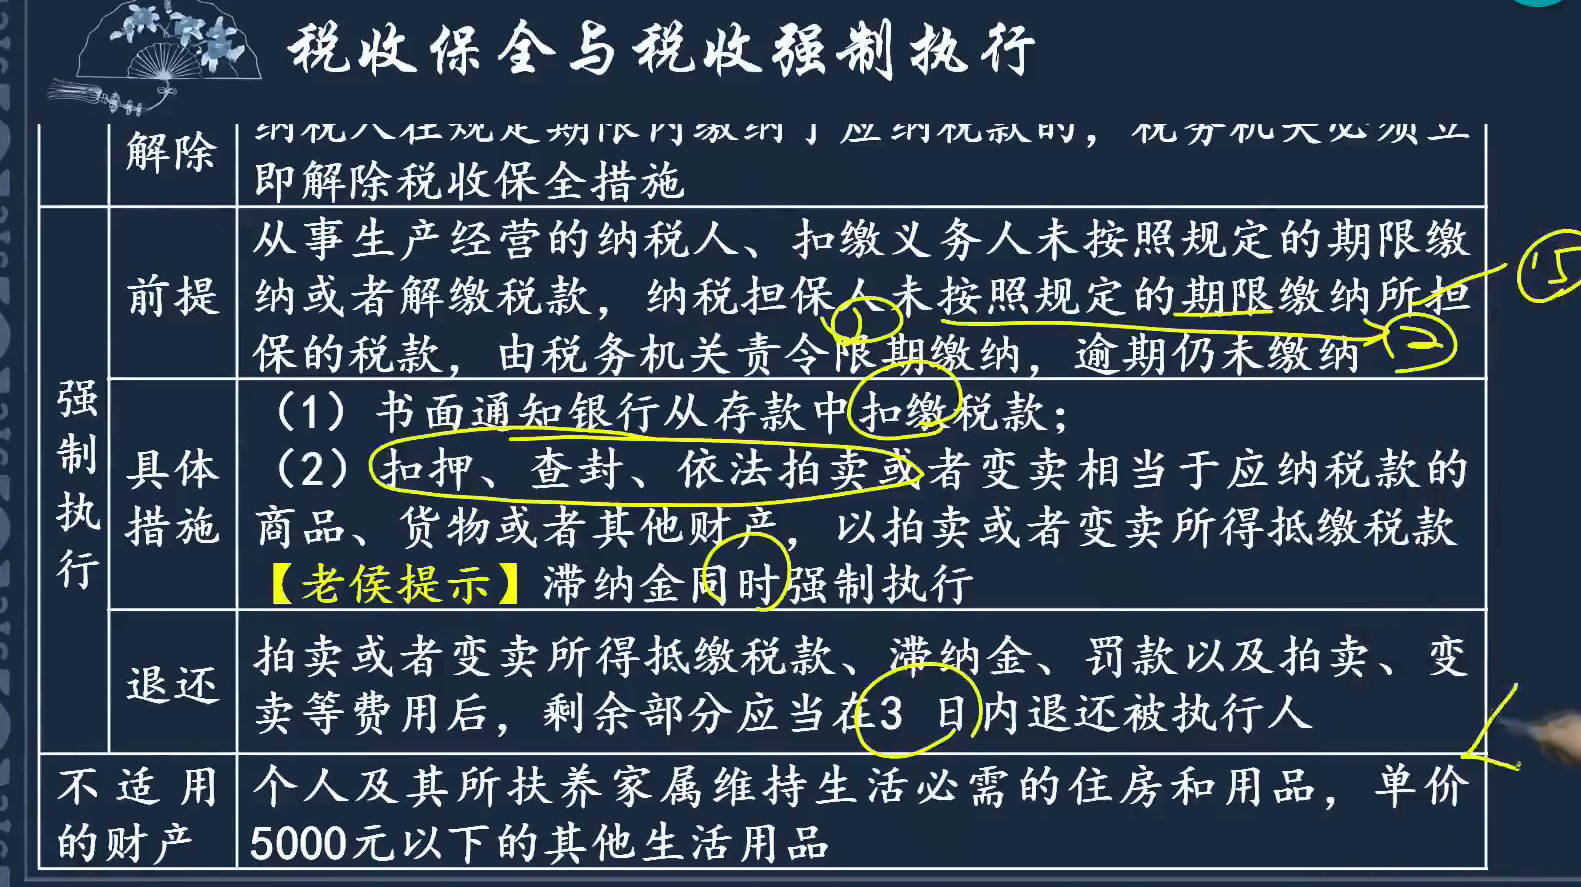 税收保全与税收强制执行
解除
纳税人在规定期限内缴纳了应纳税款的，税务机关必须立
即解除税收保全措施
强制执行
前提
从事生产经营的纳税人、扣缴义务人未按照规定的期限缴
纳或者解缴税款，纳税担保人未按照规定的期限缴纳所担
保的税款，由税务机关责令限期缴纳，逾期仍未缴纳
15
具体
措施
（1）书面通知银行从存款中扣缴税款；
（2）扣押、查封、依法拍卖或者变卖相当于应纳税款的
商品、货物或者其他财产，以拍卖或者变卖所得抵缴税款
【老侯提示】滞纳金同时强制执行
退还
拍卖或者变卖所得抵缴税款、滞纳金、罚款以及拍卖、变
卖等费用后，剩余部分应当在3 日内退还被执行人
不适用
的财产
个人及其所扶养家属维持生活必需的住房和用品，单价
5000元以下的其他生活用品